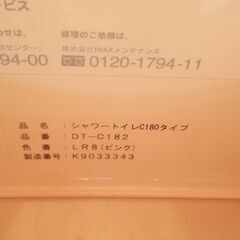 ービス
われは、
修理のご依頼は、
センター)
株式会社INAXメンテナンス
94-00
0120-1794-11
品名：シャワートイレC180タイプ
品番：DT-C182
色番：LR8(ピンク)
製造番号：K9033343